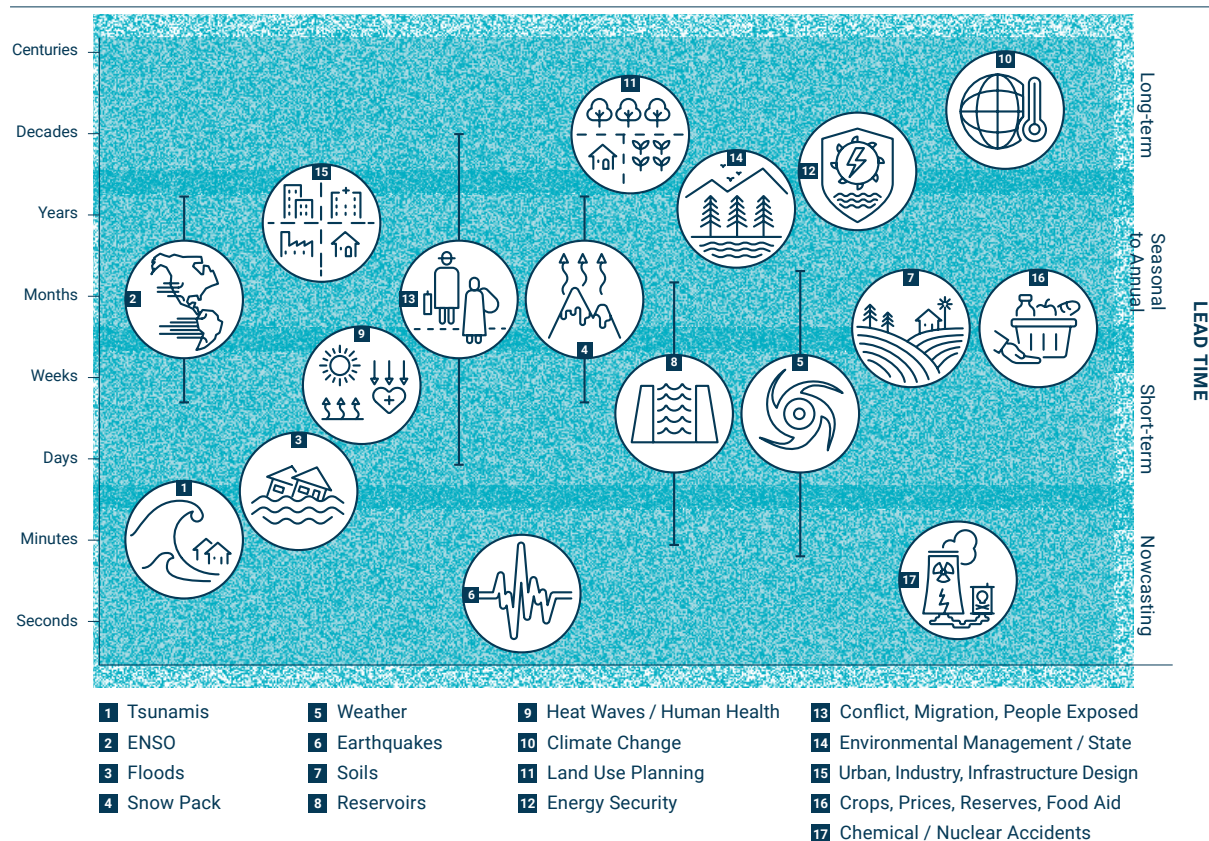 Centuries
Decades
Years
Months
Weeks
Days
Minutes
Seconds
10
11
14
12
15
2
13
4
7
16
9
8
5
3
1
6
17
Long-term
Seasonal
to Annual
Short-term
Nowcasting
LEAD TIME
1 Tsunamis
2 ENSO
3 Floods
4 Snow Pack
5 Weather
6 Earthquakes
7 Soils
8 Reservoirs
9 Heat Waves / Human Health
10 Climate Change
11 Land Use Planning
12 Energy Security
13 Conflict, Migration, People Exposed
14 Environmental Management / State
15 Urban, Industry, Infrastructure Design
16 Crops, Prices, Reserves, Food Aid
17 Chemical / Nuclear Accidents